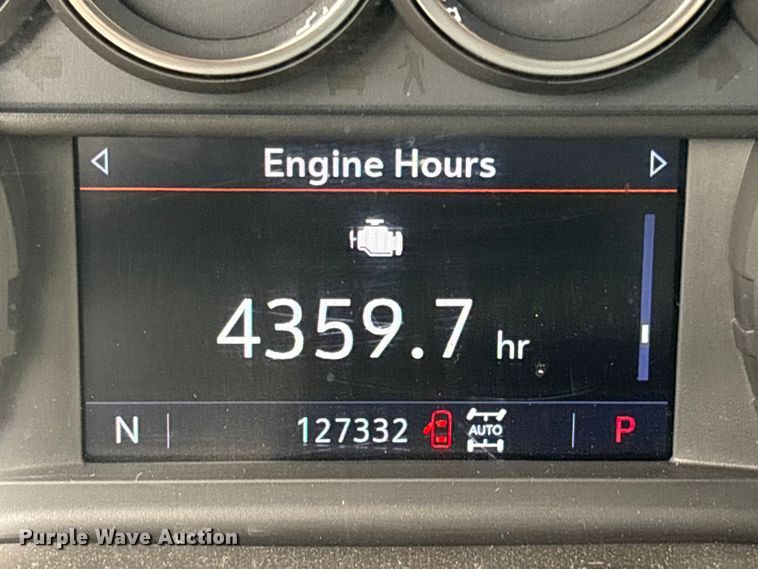 Engine Hours
4359.7 hr
N 127332 AUTO P
Purple Wave Auction